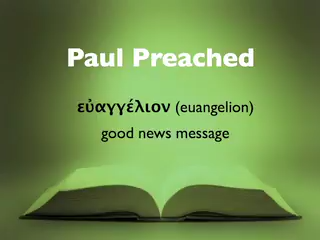 Paul Preached
εὐαγγέλιον (euangelion)
good news message